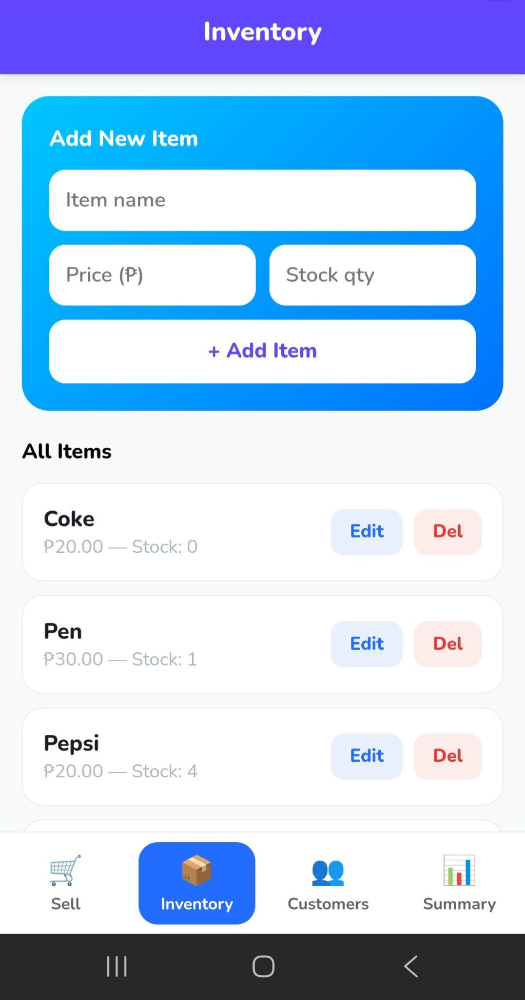 Inventory
Add New Item
Item name
Price (₱)
Stock qty
+ Add Item
All Items
Coke
₱20.00 — Stock: 0
Edit
Del
Pen
₱30.00 — Stock: 1
Edit
Del
Pepsi
₱20.00 — Stock: 4
Edit
Del
Sell
Inventory
Customers
Summary